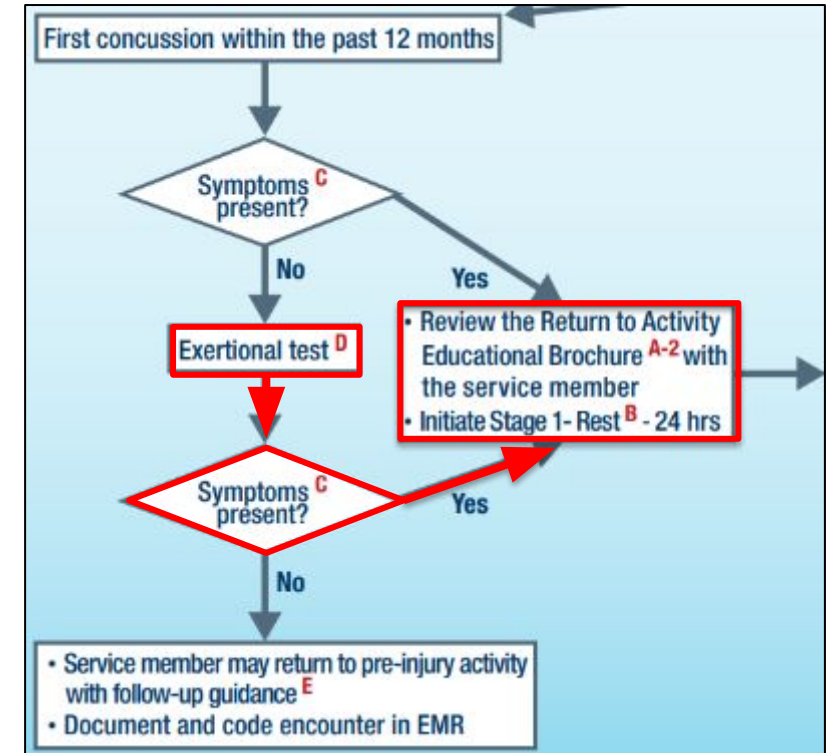 First concussion within the past 12 months
Symptoms C
present?
No
Yes
Exertional test D
• Review the Return to Activity
Educational Brochure A-2 with
the service member
• Initiate Stage 1- Rest B - 24 hrs
Symptoms C
present?
Yes
No
• Service member may return to pre-injury activity
with follow-up guidance E
• Document and code encounter in EMR